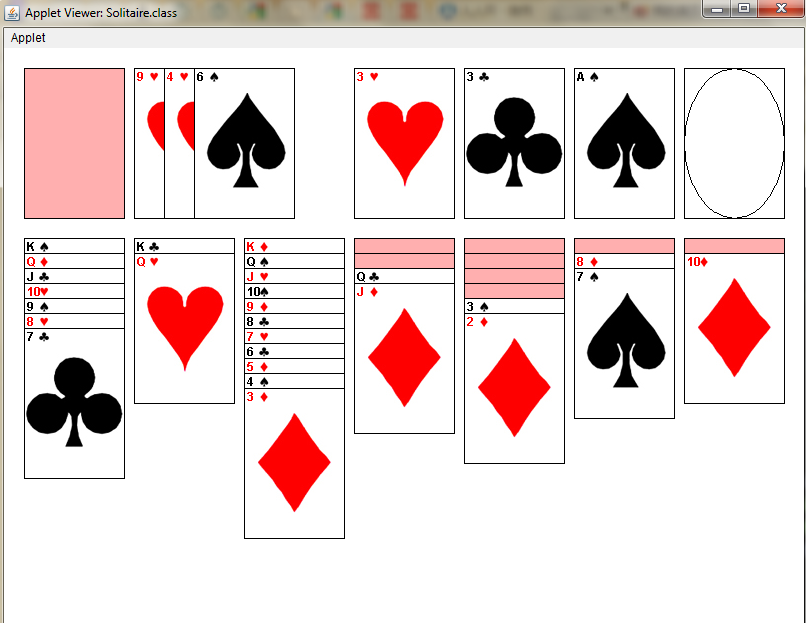 Applet Viewer: Solitaire.class
Applet
9 ♥ 4 ♥ 6 ♠ 3 ♥ 3 ♣ A ♠
K ♠ K ♣ K ♦
Q ♦ Q ♥ Q ♠ 8 ♦ 10♦
J ♣ J ♥ Q ♣ 7 ♠
10♥ 10♠ J ♦
9 ♠ 9 ♦ 3 ♠
8 ♥ 8 ♣ 2 ♦
7 ♣ 7 ♥
6 ♣
5 ♦
4 ♠
3 ♦